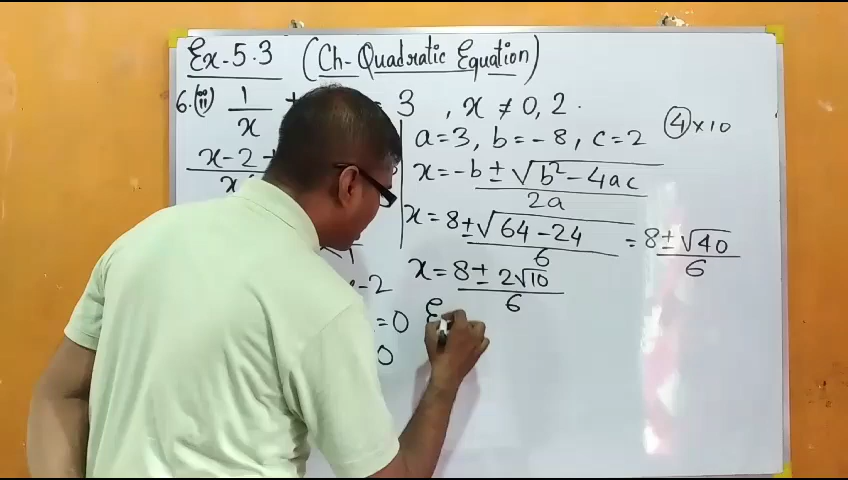 Ex-5.3 (Ch-Quadratic Equation)
6.(ii) 1/x + = 3 , x ≠ 0, 2.
x-2 +
a=3, b=-8, c=2
4×10
x = -b ± √b²-4ac / 2a
x = 8±√64-24 / 6 = 8±√40 / 6
x = 8± 2√10 / 6
-2
=0
0